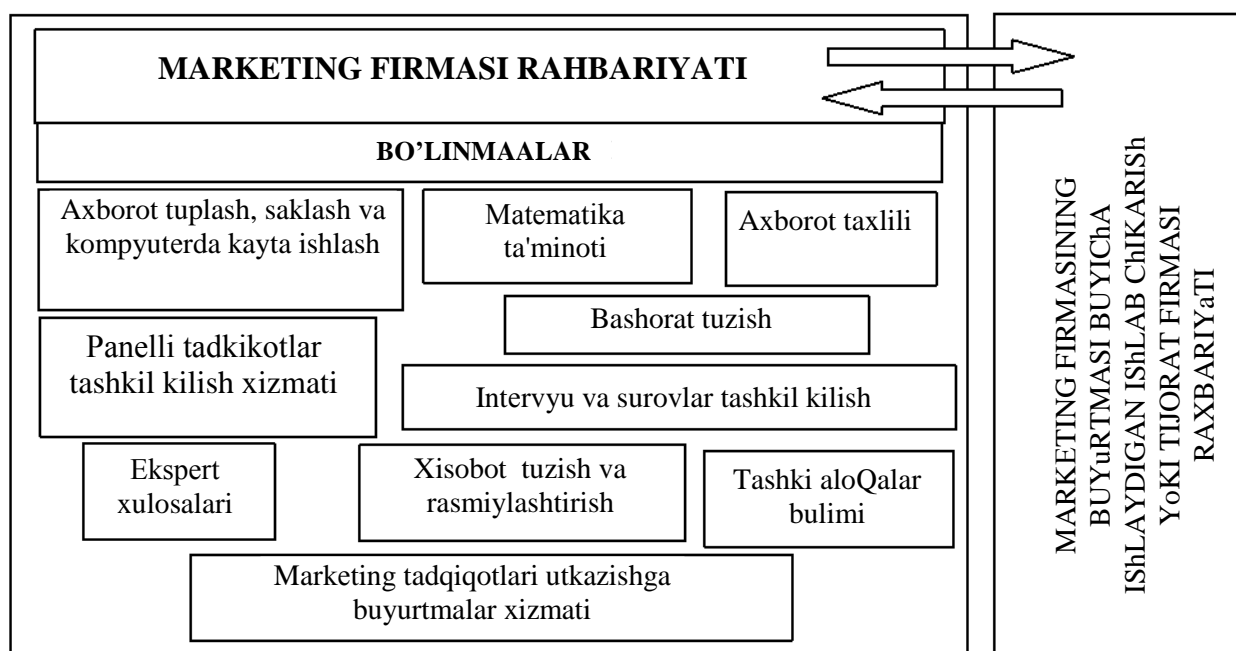 MARKETING FIRMASI RAHBARIYATI
BO’LINMAALAR
Axborot tuplash, saklash va
kompyuterda kayta ishlash
Matematika
ta'minoti
Axborot taxlili
Bashorat tuzish
Panelli tadkikotlar
tashkil kilish xizmati
Intervyu va surovlar tashkil kilish
Ekspert
xulosalari
Xisobot tuzish va
rasmiylashtirish
Tashki aloQalar
bulimi
Marketing tadqiqotlari utkazishga
buyurtmalar xizmati
MARKETING FIRMASINING
BUYuRTMASI BUYIChA
IShLAYDIGAN IShLAB ChIKARISh
YoKI TIJORAT FIRMASI
RAXBARIYaTI